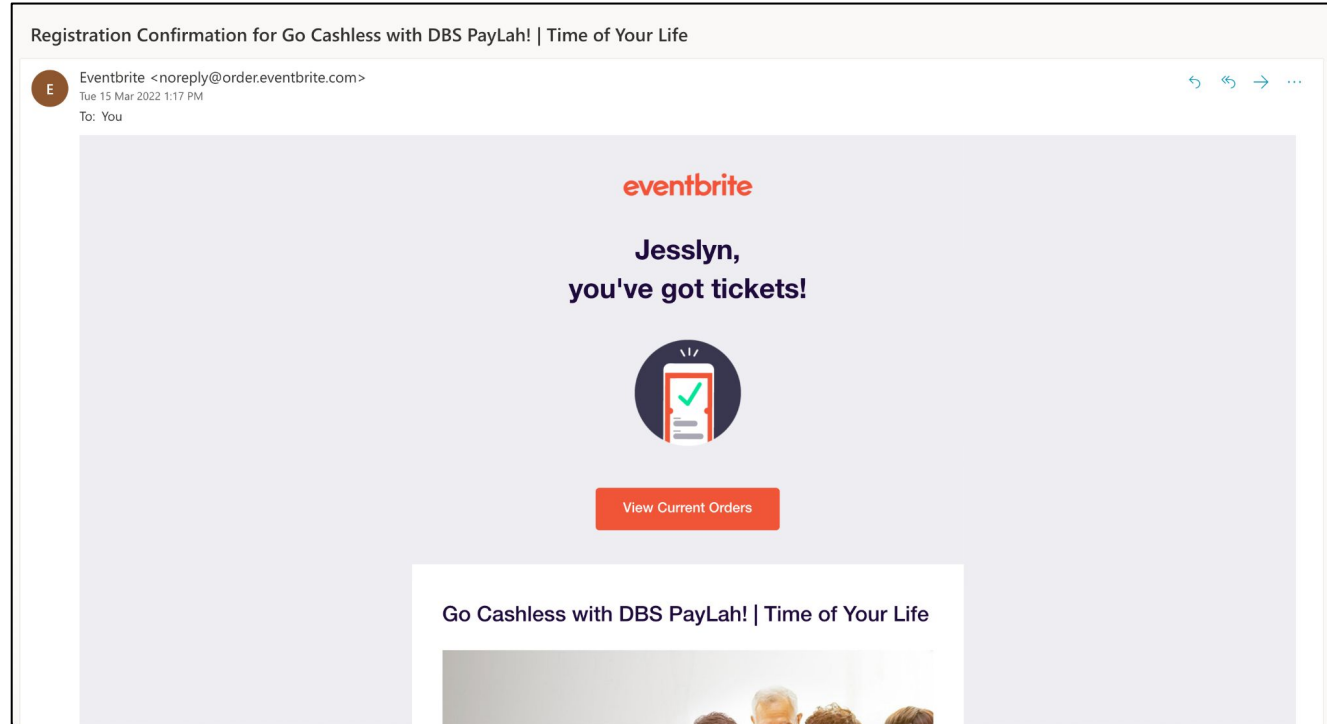 Registration Confirmation for Go Cashless with DBS PayLah! | Time of Your Life
E
Eventbrite <noreply@order.eventbrite.com>
Tue 15 Mar 2022 1:17 PM
To: You
eventbrite
Jesslyn,
you've got tickets!
View Current Orders
Go Cashless with DBS PayLah! | Time of Your Life